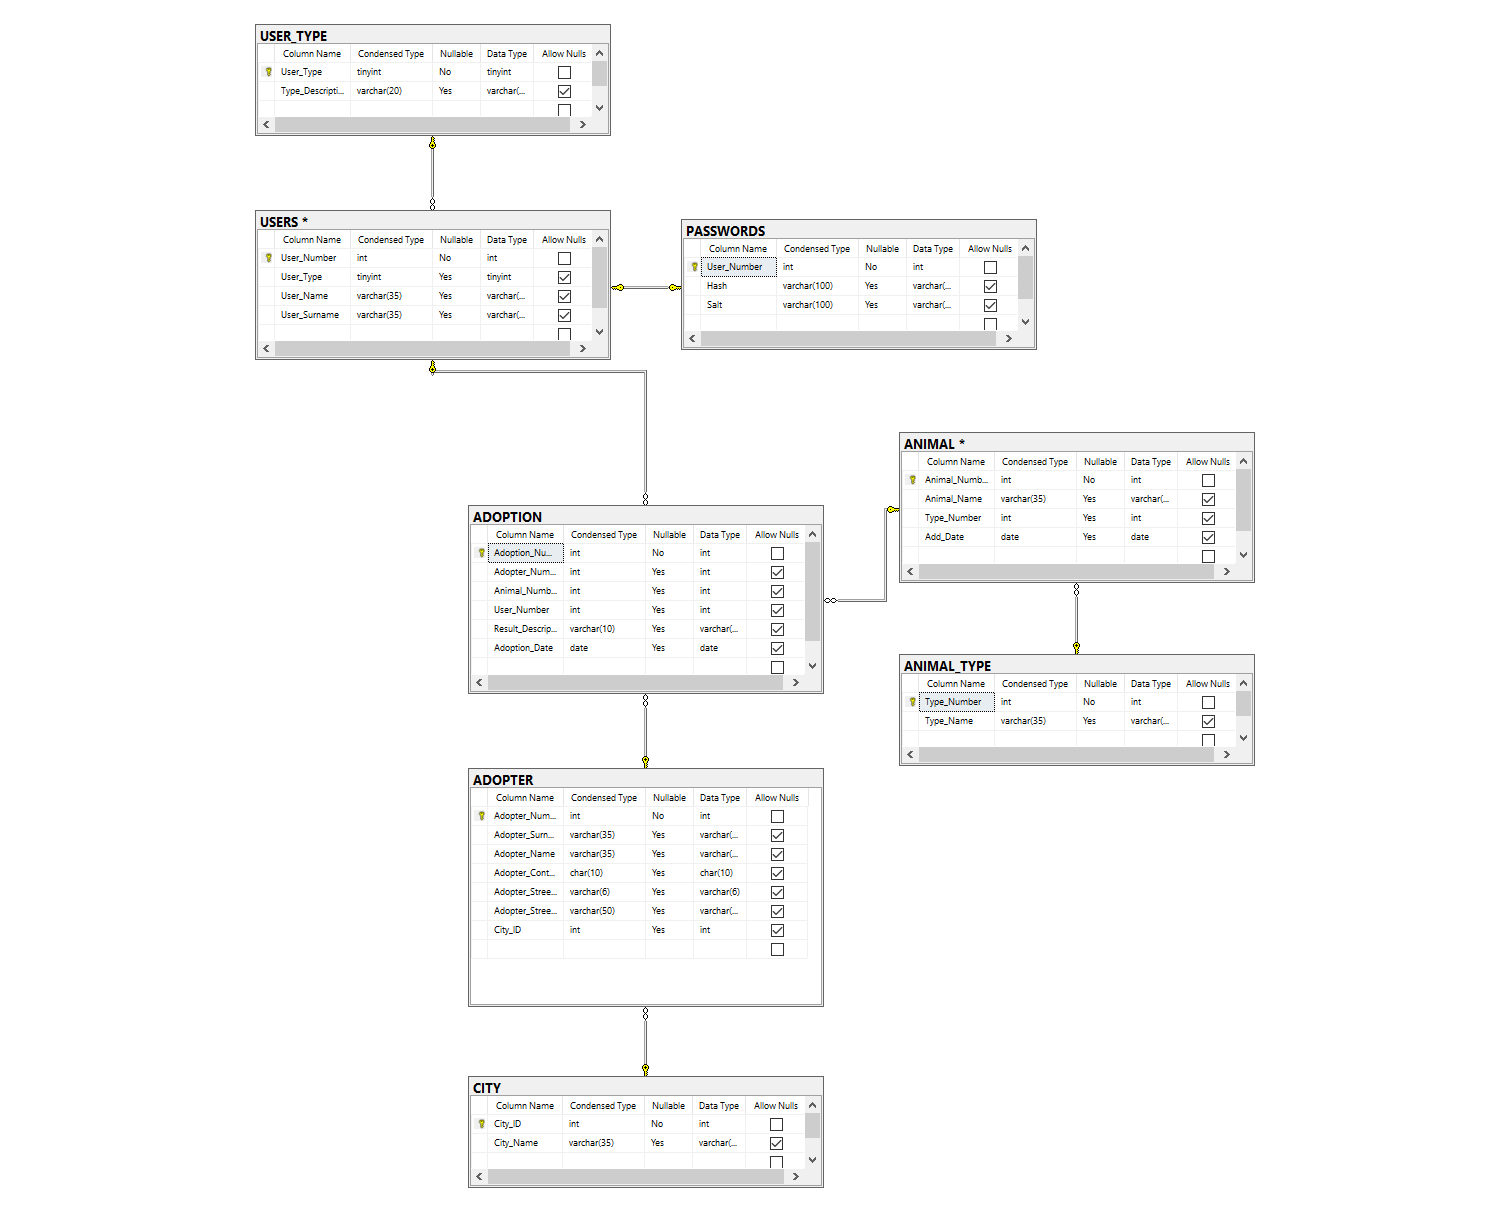 USER_TYPE
Column Name Condensed Type Nullable Data Type Allow Nulls
User_Type tinyint No tinyint
Type_Descripti... varchar(20) Yes varchar(...
USERS *
Column Name Condensed Type Nullable Data Type Allow Nulls
User_Number int No int
User_Type tinyint Yes tinyint
User_Name varchar(35) Yes varchar(...
User_Surname varchar(35) Yes varchar(...
PASSWORDS
Column Name Condensed Type Nullable Data Type Allow Nulls
User_Number int No int
Hash varchar(100) Yes varchar(...
Salt varchar(100) Yes varchar(...
ANIMAL *
Column Name Condensed Type Nullable Data Type Allow Nulls
Animal_Numb... int No int
Animal_Name varchar(35) Yes varchar(...
Type_Number int Yes int
Add_Date date Yes date
ADOPTION
Column Name Condensed Type Nullable Data Type Allow Nulls
Adoption_Nu... int No int
Adopter_Num... int Yes int
Animal_Numb... int Yes int
User_Number int Yes int
Result_Descrip... varchar(10) Yes varchar(...
Adoption_Date date Yes date
ANIMAL_TYPE
Column Name Condensed Type Nullable Data Type Allow Nulls
Type_Number int No int
Type_Name varchar(35) Yes varchar(...
ADOPTER
Column Name Condensed Type Nullable Data Type Allow Nulls
Adopter_Num... int No int
Adopter_Surn... varchar(35) Yes varchar(...
Adopter_Name varchar(35) Yes varchar(...
Adopter_Cont... char(10) Yes char(10)
Adopter_Stree... varchar(6) Yes varchar(6)
Adopter_Stree... varchar(50) Yes varchar(...
City_ID int Yes int
CITY
Column Name Condensed Type Nullable Data Type Allow Nulls
City_ID int No int
City_Name varchar(35) Yes varchar(...